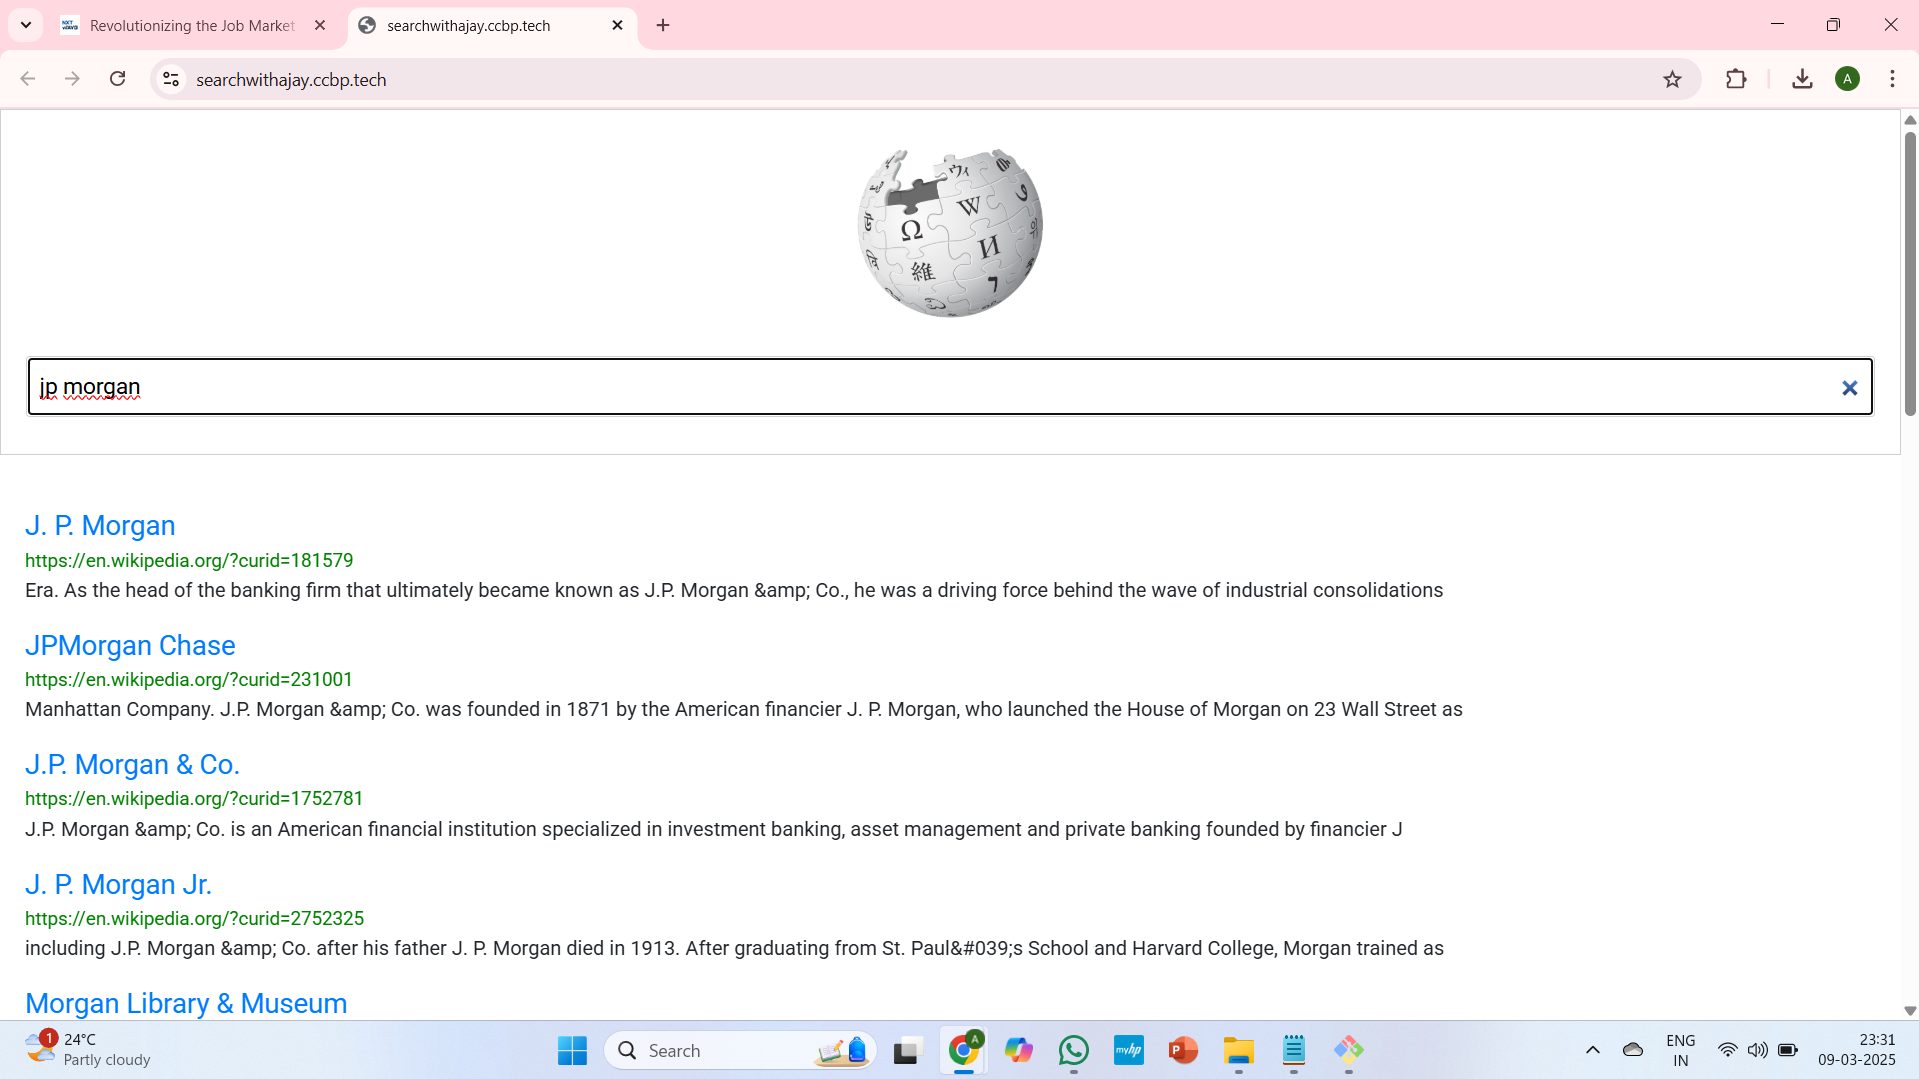 Revolutionizing the Job Market
searchwithajay.ccbp.tech
searchwithajay.ccbp.tech
A
Ω W И
維 ウィ
jp morgan
J. P. Morgan
https://en.wikipedia.org/?curid=181579
Era. As the head of the banking firm that ultimately became known as J.P. Morgan &amp; Co., he was a driving force behind the wave of industrial consolidations
JPMorgan Chase
https://en.wikipedia.org/?curid=231001
Manhattan Company. J.P. Morgan &amp; Co. was founded in 1871 by the American financier J. P. Morgan, who launched the House of Morgan on 23 Wall Street as
J.P. Morgan & Co.
https://en.wikipedia.org/?curid=1752781
J.P. Morgan &amp; Co. is an American financial institution specialized in investment banking, asset management and private banking founded by financier J
J. P. Morgan Jr.
https://en.wikipedia.org/?curid=2752325
including J.P. Morgan &amp; Co. after his father J. P. Morgan died in 1913. After graduating from St. Paul&#039;s School and Harvard College, Morgan trained as
Morgan Library & Museum
1
24°C
Partly cloudy
Search
A
myhp
P
ENG
IN
23:31
09-03-2025